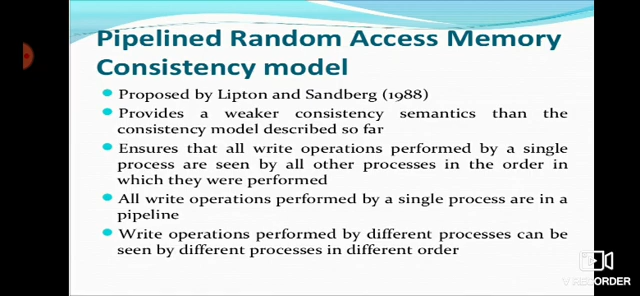 Pipelined Random Access Memory
Consistency model
Proposed by Lipton and Sandberg (1988)
Provides a weaker consistency semantics than the
consistency model described so far
Ensures that all write operations performed by a single
process are seen by all other processes in the order in
which they were performed
All write operations performed by a single process are in a
pipeline
Write operations performed by different processes can be
seen by different processes in different order
V RECORDER